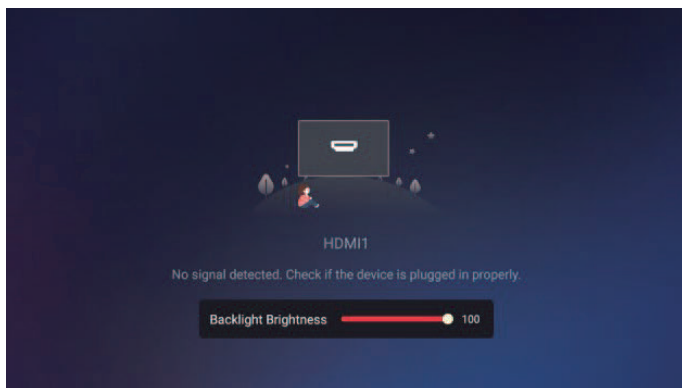 HDMI1
No signal detected. Check if the device is plugged in properly.
Backlight Brightness 100